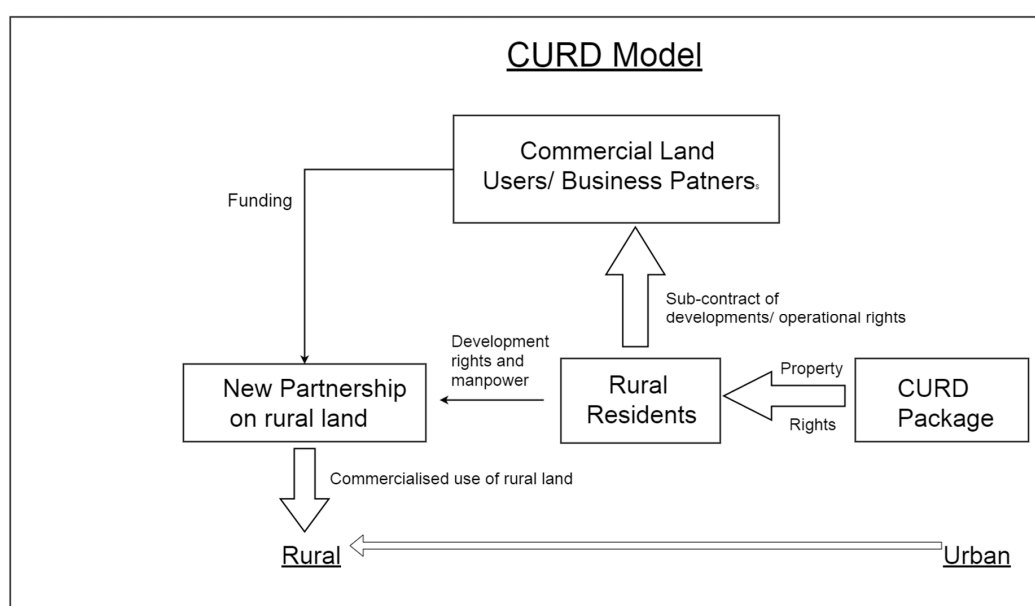 CURD Model
Commercial Land
Users/ Business Patners
s
Funding
Sub-contract of
developments/ operational rights
Development
rights and
manpower
New Partnership
on rural land
Rural
Residents
Property
Rights
CURD
Package
Commercialised use of rural land
Rural
Urban